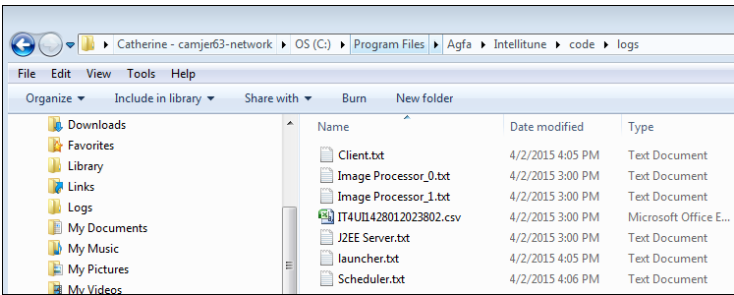 Catherine - camjer63-network ▸ OS (C:) ▸ Program Files ▸ Agfa ▸ Intellitune ▸ code ▸ logs
File Edit View Tools Help
Organize Include in library Share with Burn New folder
Downloads
Favorites
Library
Links
Logs
My Documents
My Music
My Pictures
My Videos
Name Date modified Type
Client.txt 4/2/2015 4:05 PM Text Document
Image Processor_0.txt 4/2/2015 3:00 PM Text Document
Image Processor_1.txt 4/2/2015 3:00 PM Text Document
IT4UI1428012023802.csv 4/2/2015 3:00 PM Microsoft Office E...
J2EE Server.txt 4/2/2015 3:00 PM Text Document
launcher.txt 4/2/2015 4:05 PM Text Document
Scheduler.txt 4/2/2015 4:06 PM Text Document